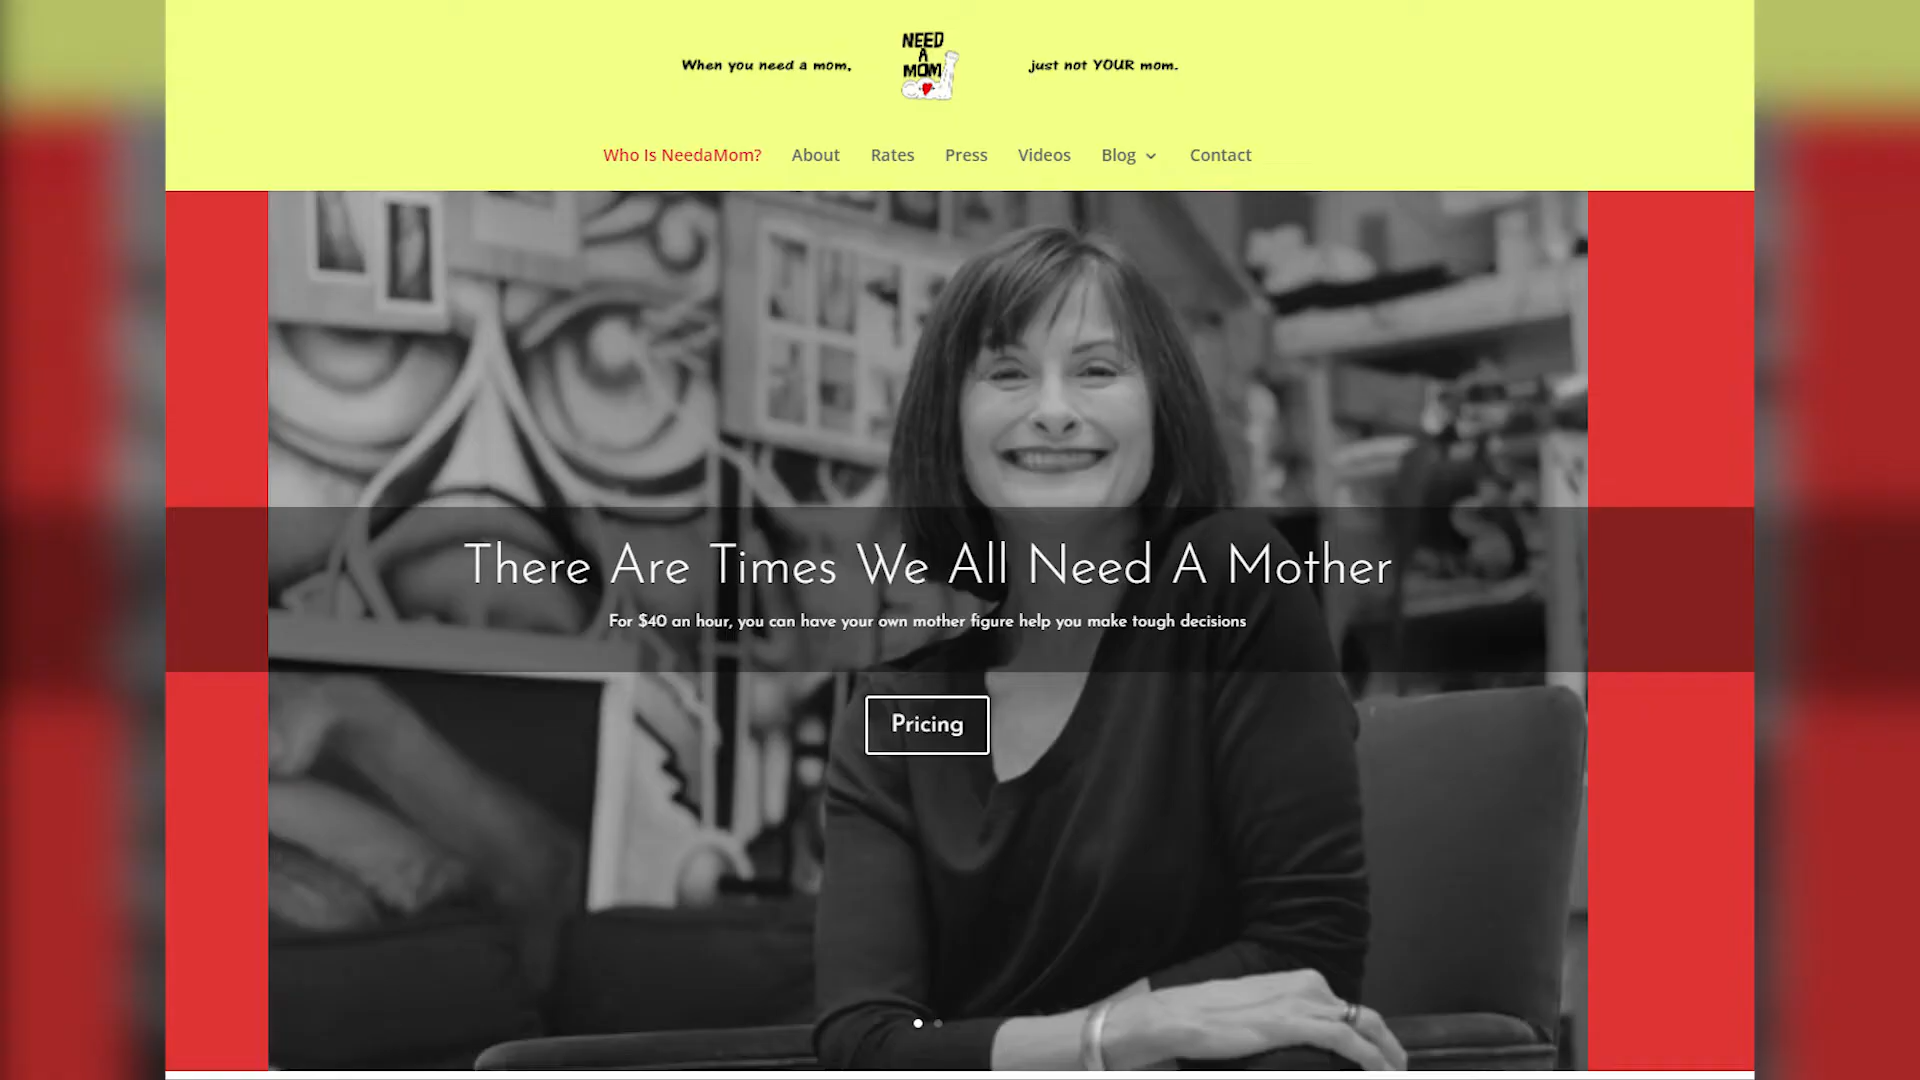 When you need a mom,
NEED
A
MOM
just not YOUR mom.
Who Is NeedaMom? About Rates Press Videos Blog Contact
There Are Times We All Need A Mother
For $40 an hour, you can have your own mother figure help you make tough decisions
Pricing